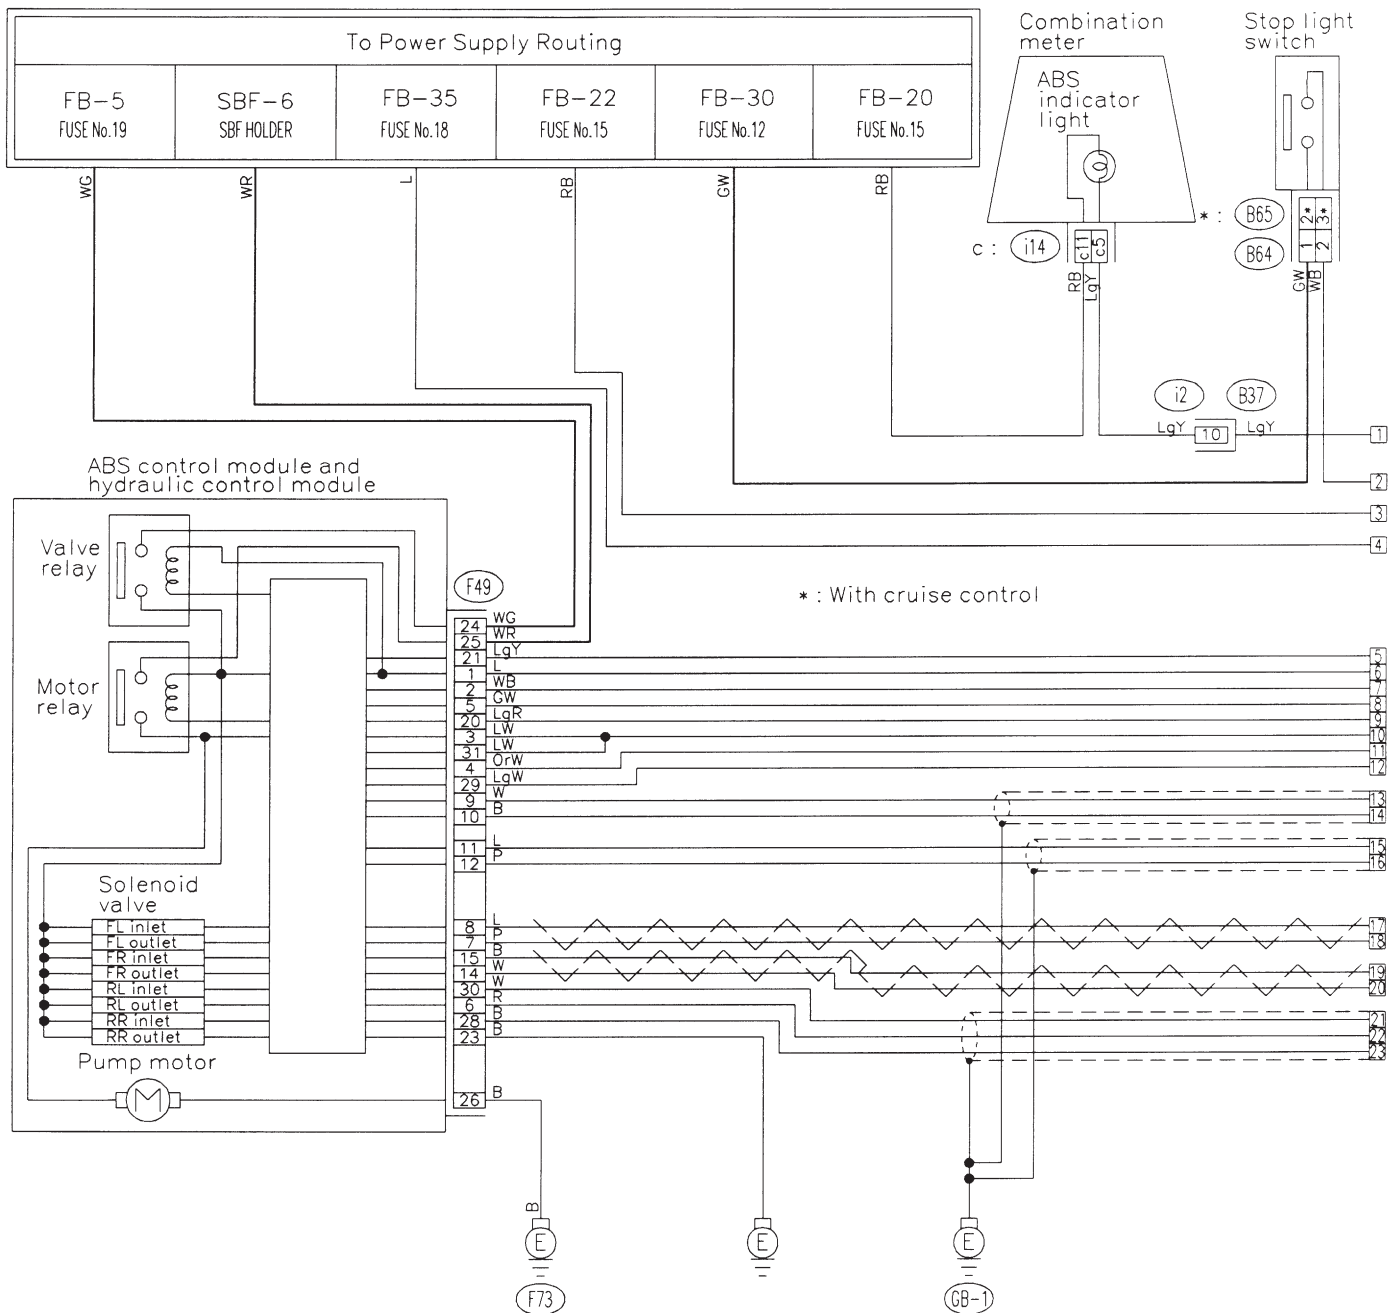 To Power Supply Routing
FB-5
FUSE No.19
SBF-6
SBF HOLDER
FB-35
FUSE No.18
FB-22
FUSE No.15
FB-30
FUSE No.12
FB-20
FUSE No.15
WG
WR
L
RB
GW
RB
Combination
meter
ABS
indicator
light
c :
i14
c11
c5
RB
LgY
Stop light
switch
* :
B65
2*
3*
B64
1
2
GW
WB
i2
B37
LgY
10
LgY
1
2
3
4
* : With cruise control
ABS control module and
hydraulic control module
Valve
relay
Motor
relay
F49
24 WG
25 WR
21 LgY 5
1 L 6
2 WB 7
5 GW 8
20 LgR 9
3 LW 10
31 LW 11
4 OrW 12
29 LgW
9 W 13
10 B 14
11 L 15
12 P 16
Solenoid
valve
FL inlet
FL outlet
FR inlet
FR outlet
RL inlet
RL outlet
RR inlet
RR outlet
8 L 17
7 P 18
15 B 19
14 W 20
30 W 21
6 R 22
28 B 23
23 B
Pump motor
M
26 B
B
E
F73
E
E
GB-1